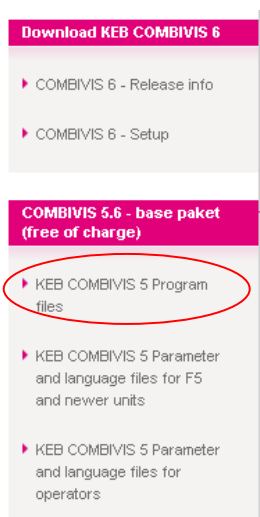 Download KEB COMBIVIS 6
COMBIVIS 6 - Release info
COMBIVIS 6 - Setup
COMBIVIS 5.6 - base paket
(free of charge)
KEB COMBIVIS 5 Program
files
KEB COMBIVIS 5 Parameter
and language files for F5
and newer units
KEB COMBIVIS 5 Parameter
and language files for
operators